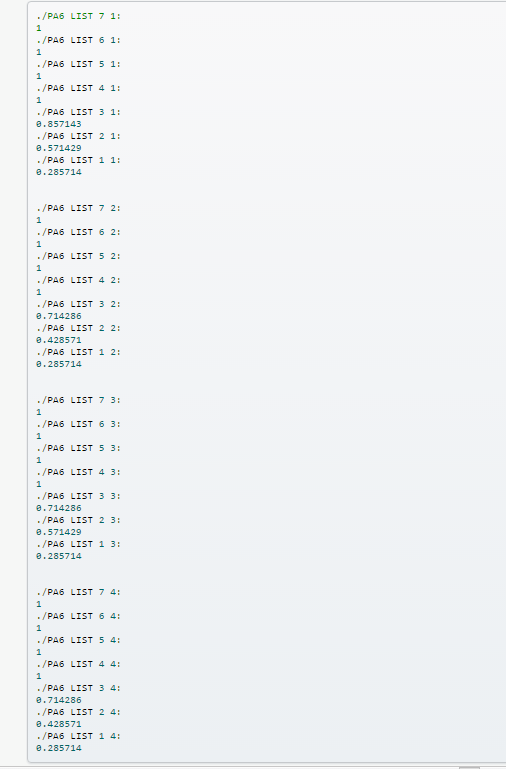 ./PA6 LIST 7 1:
1
./PA6 LIST 6 1:
1
./PA6 LIST 5 1:
1
./PA6 LIST 4 1:
1
./PA6 LIST 3 1:
0.857143
./PA6 LIST 2 1:
0.571429
./PA6 LIST 1 1:
0.285714
./PA6 LIST 7 2:
1
./PA6 LIST 6 2:
1
./PA6 LIST 5 2:
1
./PA6 LIST 4 2:
1
./PA6 LIST 3 2:
0.714286
./PA6 LIST 2 2:
0.428571
./PA6 LIST 1 2:
0.285714
./PA6 LIST 7 3:
1
./PA6 LIST 6 3:
1
./PA6 LIST 5 3:
1
./PA6 LIST 4 3:
1
./PA6 LIST 3 3:
0.714286
./PA6 LIST 2 3:
0.571429
./PA6 LIST 1 3:
0.285714
./PA6 LIST 7 4:
1
./PA6 LIST 6 4:
1
./PA6 LIST 5 4:
1
./PA6 LIST 4 4:
1
./PA6 LIST 3 4:
0.714286
./PA6 LIST 2 4:
0.428571
./PA6 LIST 1 4:
0.285714